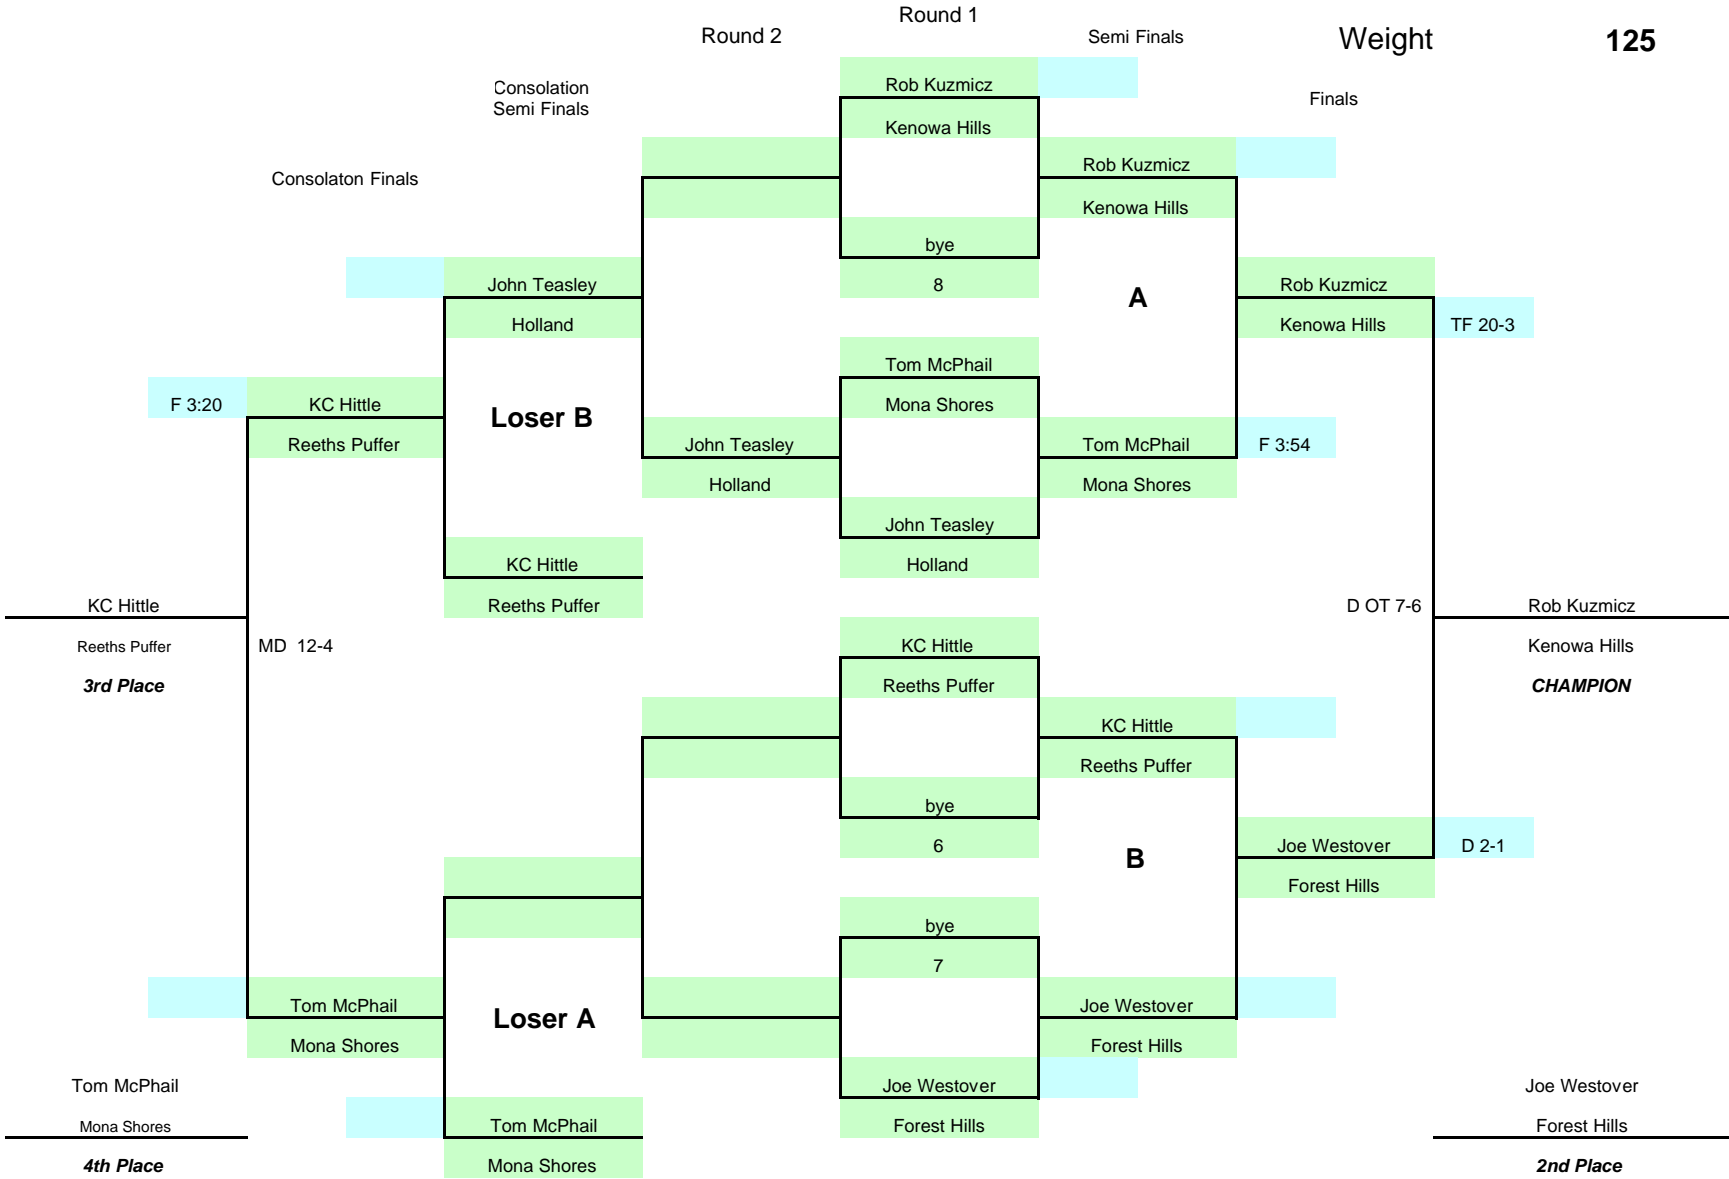 Round 1
Round 2
Semi Finals
Weight
125
Consolation
Semi Finals
Rob Kuzmicz
Finals
Kenowa Hills
Consolaton Finals
Rob Kuzmicz
Kenowa Hills
bye
John Teasley
8
A
Rob Kuzmicz
Holland
Kenowa Hills
TF 20-3
Tom McPhail
F 3:20
KC Hittle
Loser B
Mona Shores
Reeths Puffer
John Teasley
Tom McPhail
F 3:54
Holland
Mona Shores
John Teasley
KC Hittle
Holland
KC Hittle
Reeths Puffer
D OT 7-6
Rob Kuzmicz
Reeths Puffer
MD 12-4
KC Hittle
Kenowa Hills
3rd Place
Reeths Puffer
CHAMPION
KC Hittle
Reeths Puffer
bye
6
B
Joe Westover
D 2-1
Forest Hills
bye
7
Tom McPhail
Loser A
Joe Westover
Mona Shores
Forest Hills
Tom McPhail
Joe Westover
Joe Westover
Mona Shores
Tom McPhail
Forest Hills
Forest Hills
4th Place
Mona Shores
2nd Place